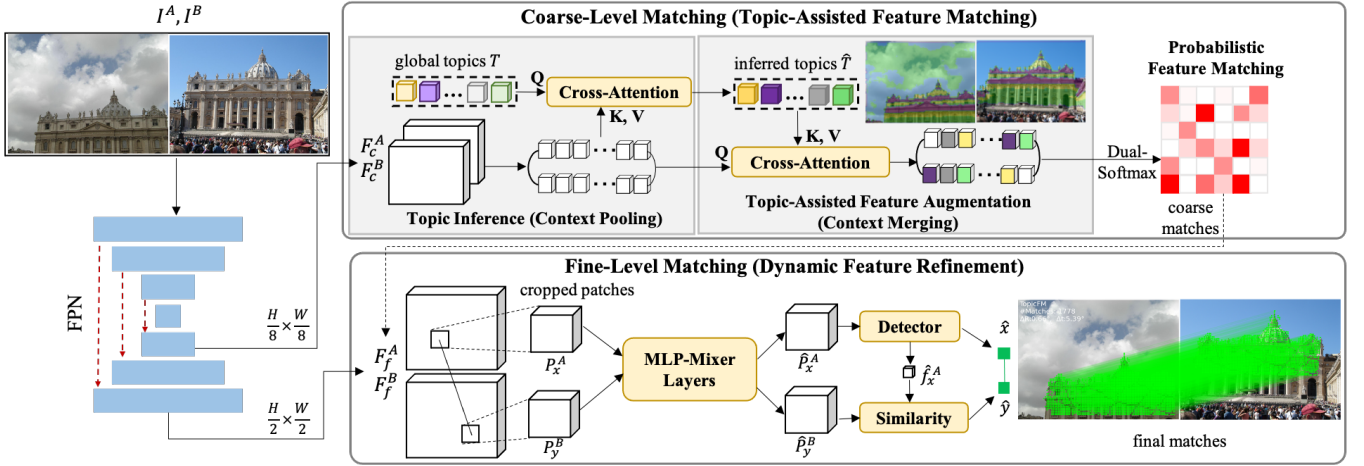 I^A, I^B
Coarse-Level Matching (Topic-Assisted Feature Matching)
global topics T
Q
Cross-Attention
inferred topics T̂
Probabilistic
Feature Matching
K, V
K, V
F_c^A
F_c^B
Q
Cross-Attention
Dual-
Softmax
Topic Inference (Context Pooling)
Topic-Assisted Feature Augmentation
(Context Merging)
coarse
matches
FPN
H/8 × W/8
H/2 × W/2
Fine-Level Matching (Dynamic Feature Refinement)
cropped patches
F_f^A
F_f^B
P_x^A
P_y^B
MLP-Mixer
Layers
P̂_x^A
P̂_y^B
Detector
f̂_x^A
Similarity
x̂
ŷ
TopicFM
final matches